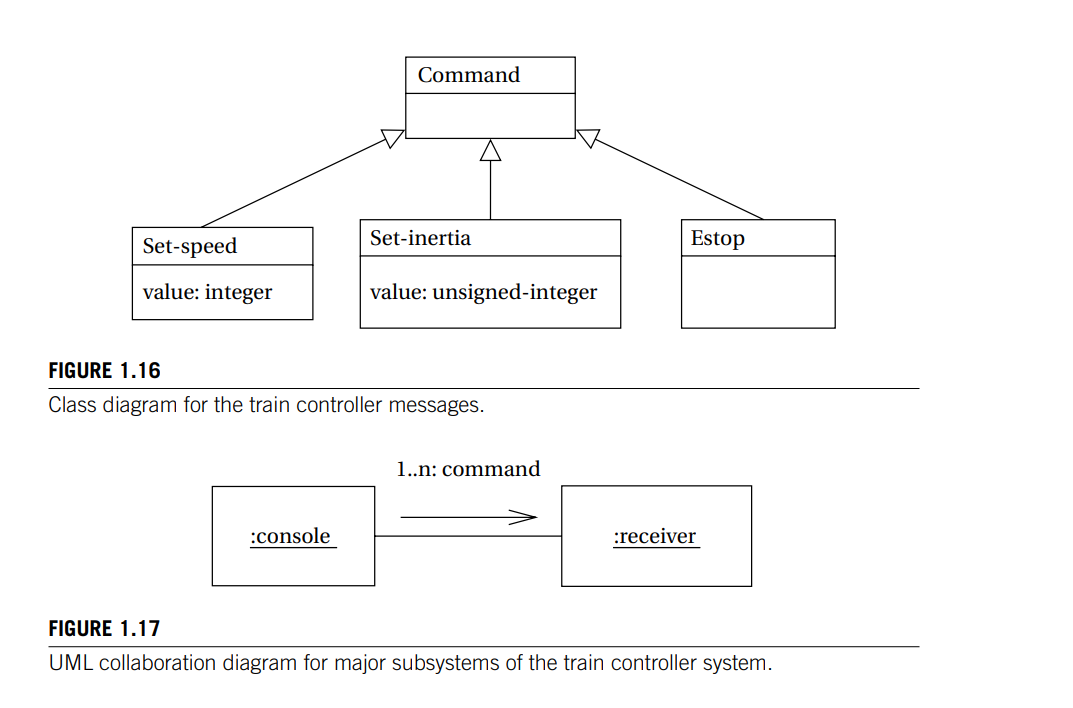 Command
Set-speed
value: integer
Set-inertia
value: unsigned-integer
Estop
FIGURE 1.16
Class diagram for the train controller messages.
1..n: command
:console
:receiver
FIGURE 1.17
UML collaboration diagram for major subsystems of the train controller system.